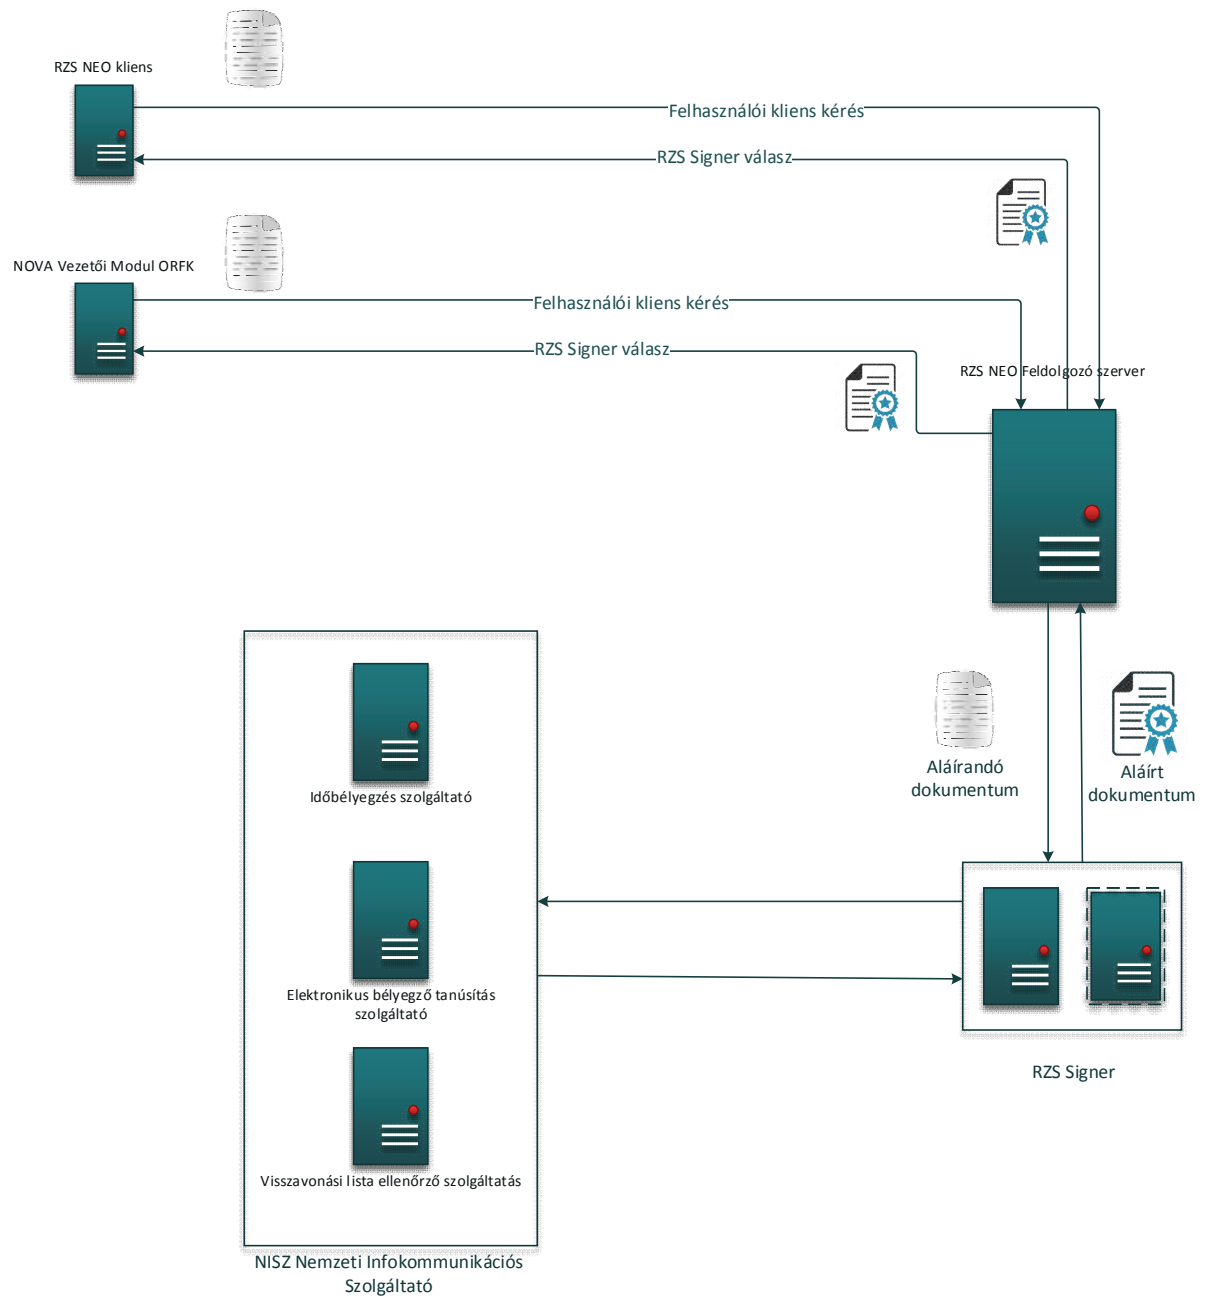 RZS NEO kliens
Felhasználói kliens kérés
RZS Signer válasz
NOVA Vezetői Modul ORFK
Felhasználói kliens kérés
RZS Signer válasz
RZS NEO Feldolgozó szerver
Aláírandó
dokumentum
Aláírt
dokumentum
Időbélyegzés szolgáltató
Elektronikus bélyegző tanúsítás
szolgáltató
Visszavonási lista ellenőrző szolgáltatás
RZS Signer
NISZ Nemzeti Infokommunikációs
Szolgáltató